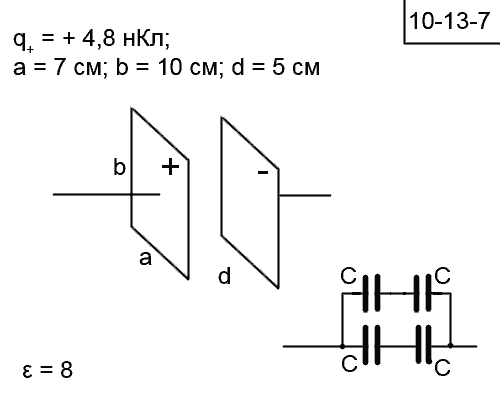 10-13-7
q₊ = + 4,8 нКл;
a = 7 см; b = 10 см; d = 5 см
b + -
a d
C C
C C
ε = 8